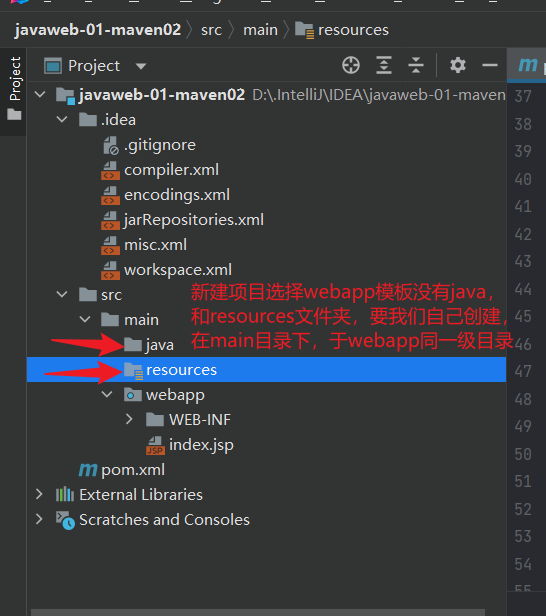 javaweb-01-maven02 > src > main > resources
Project
Project
javaweb-01-maven02 D:\.IntelliJ\IDEA\javaweb-01-maven
.idea
.gitignore
compiler.xml
encodings.xml
jarRepositories.xml
misc.xml
workspace.xml
src
新建项目选择webapp模板没有java，
main
和resources文件夹，要我们自己创建，
java
在main目录下，于webapp同一级目录
resources
webapp
WEB-INF
JSP index.jsp
m pom.xml
External Libraries
Scratches and Consoles
m
37
38
39
40
41
42
43
44
45
46
47
48
49
50
51
52
53
54
55